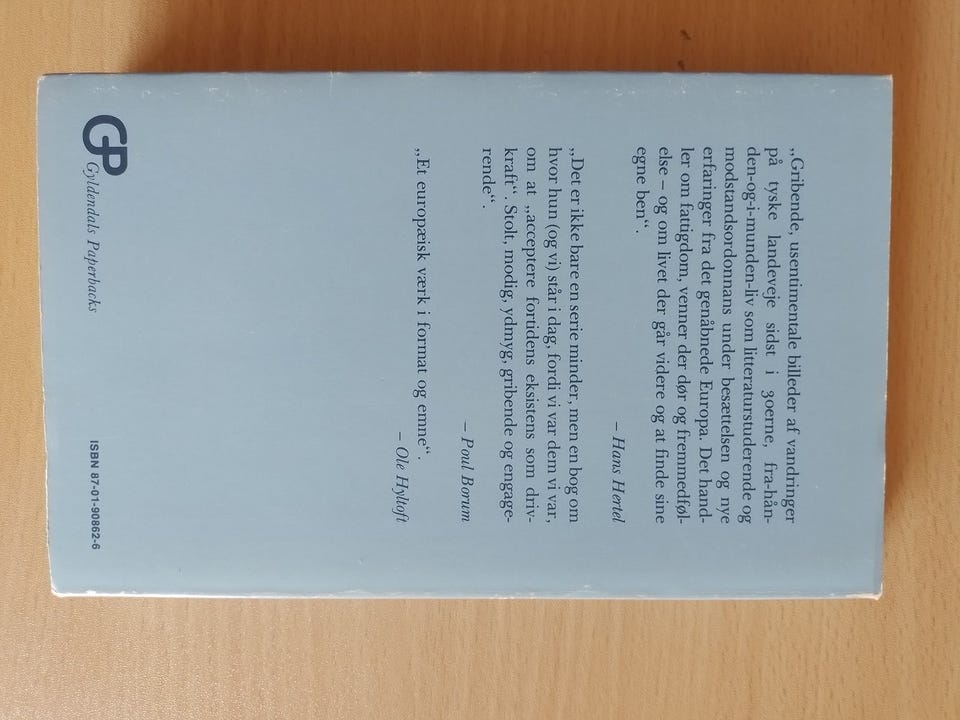 „Gribende, usentimentale billeder af vandringer
på tyske landeveje sidst i 30erne, fra-hån-
den-og-i-munden-liv som litteraturstuderende og
modstandsordonnans under besættelsen og nye
erfaringer fra det genåbnede Europa. Det hand-
ler om fattigdom, venner der dør og fremmedføl-
else – og om livet der går videre og at finde sine
egne ben“.
– Hans Hertel
„Det er ikke bare en serie minder, men en bog om
hvor hun (og vi) står i dag, fordi vi var dem vi var,
om at „acceptere fortidens eksistens som driv-
kraft“. Stolt, modig, ydmyg, gribende og engage-
rende“.
– Poul Borum
„Et europæisk værk i format og emne“.
– Ole Hyltoft
GP
Gyldendals Paperbacks
ISBN 87-01-90862-6